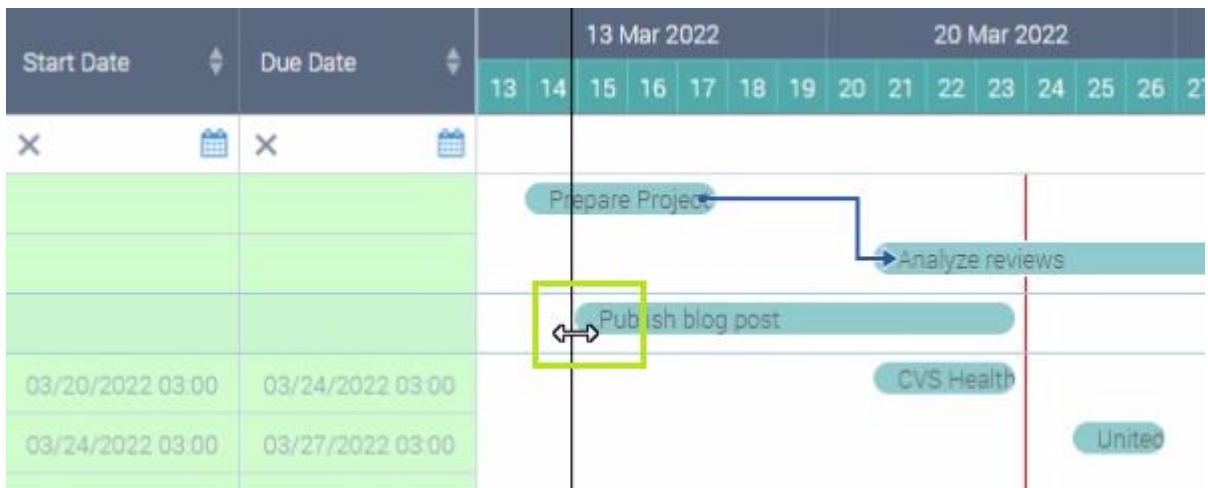 Start Date Due Date 13 Mar 2022 20 Mar 2022
13 14 15 16 17 18 19 20 21 22 23 24 25 26
Prepare Project
Analyze reviews
Publish blog post
03/20/2022 03:00 03/24/2022 03:00 CVS Health
03/24/2022 03:00 03/27/2022 03:00 United